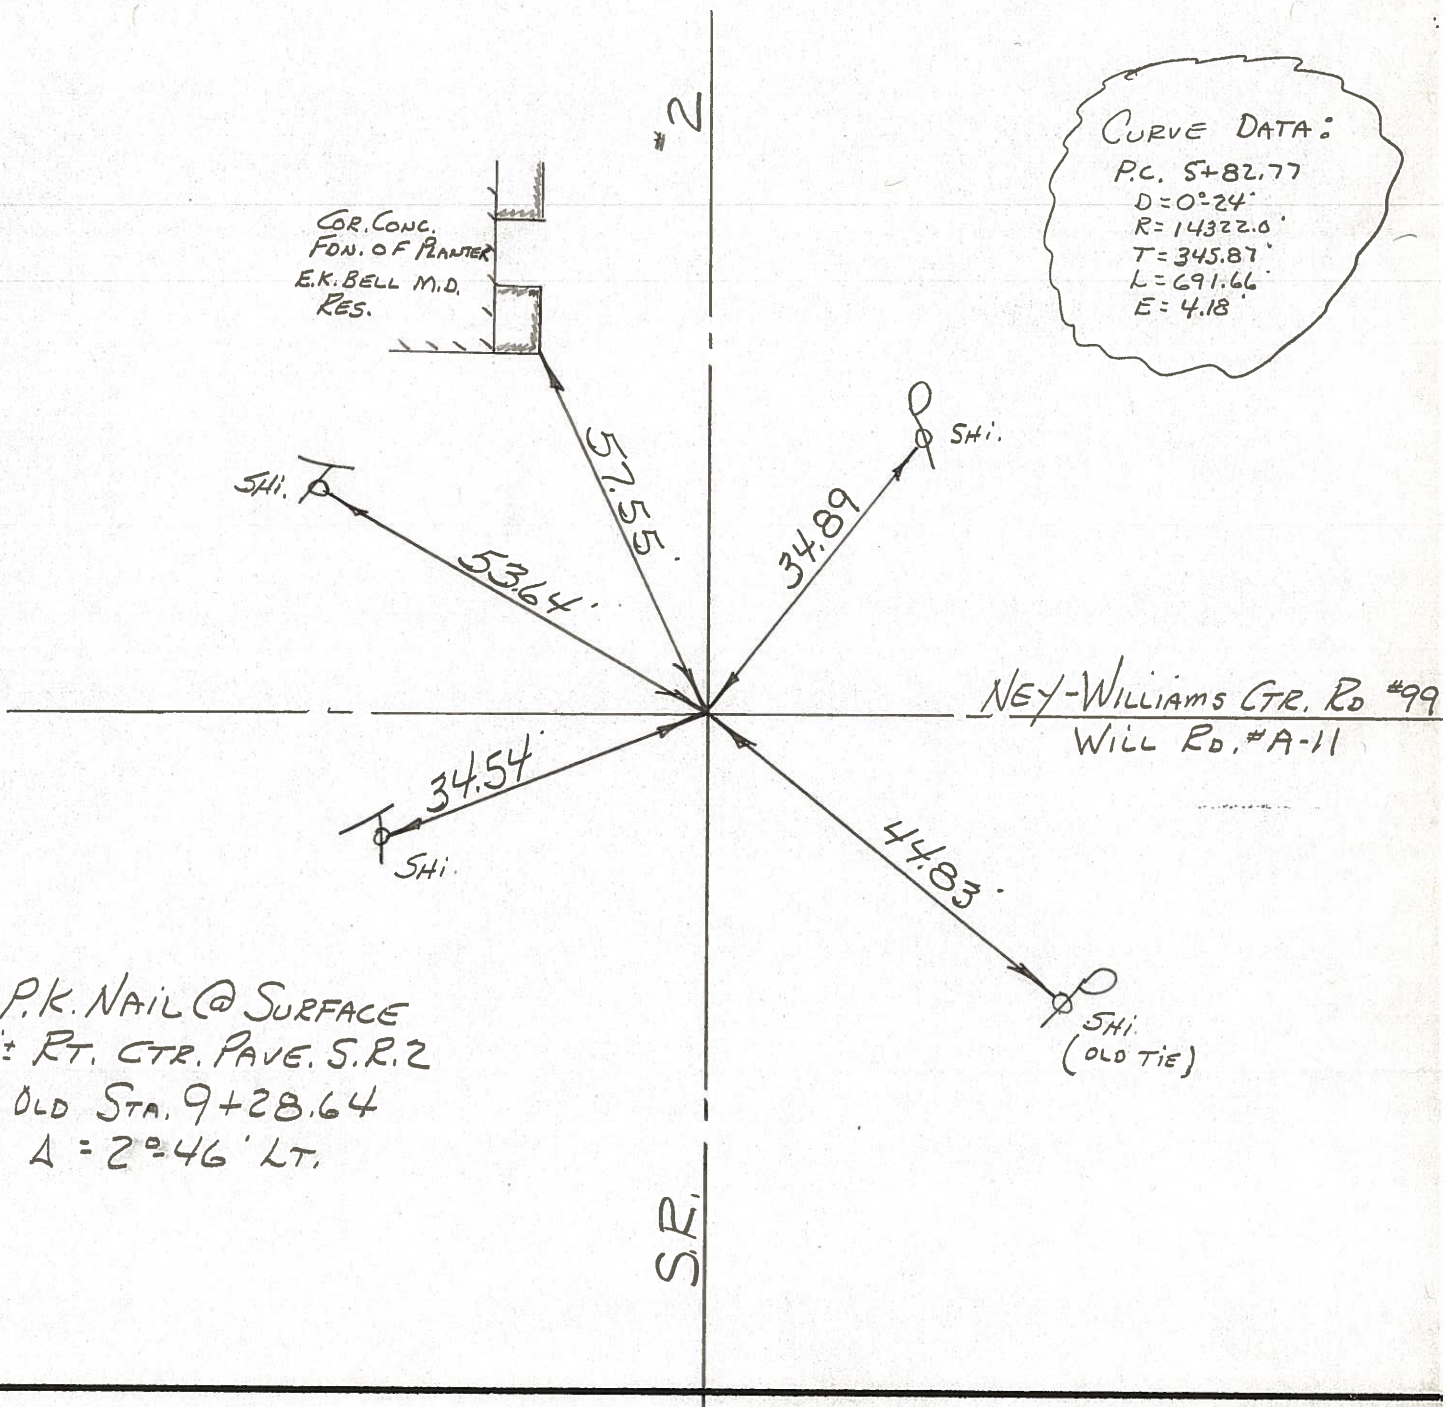 #2
CURVE DATA:
P.C. 5+82.77
D=0°-24'
R=14322.0'
T=345.87'
L=691.66'
E=4.18'
COR. CONC.
FDN. OF PLANTER
E.K. BELL M.D.
RES.
SHi.
57.55'
SHi.
53.64'
34.89
NEY-WILLIAMS CTR. RD #99
WILL RD. #A-11
34.54'
SHi.
44.83'
SHi.
(OLD TiE)
P.K. NAiL @ SURFACE
± RT. CTR. PAVE. S.R.2
OLD STA. 9+28.64
Δ=2°-46' LT.
S.R.